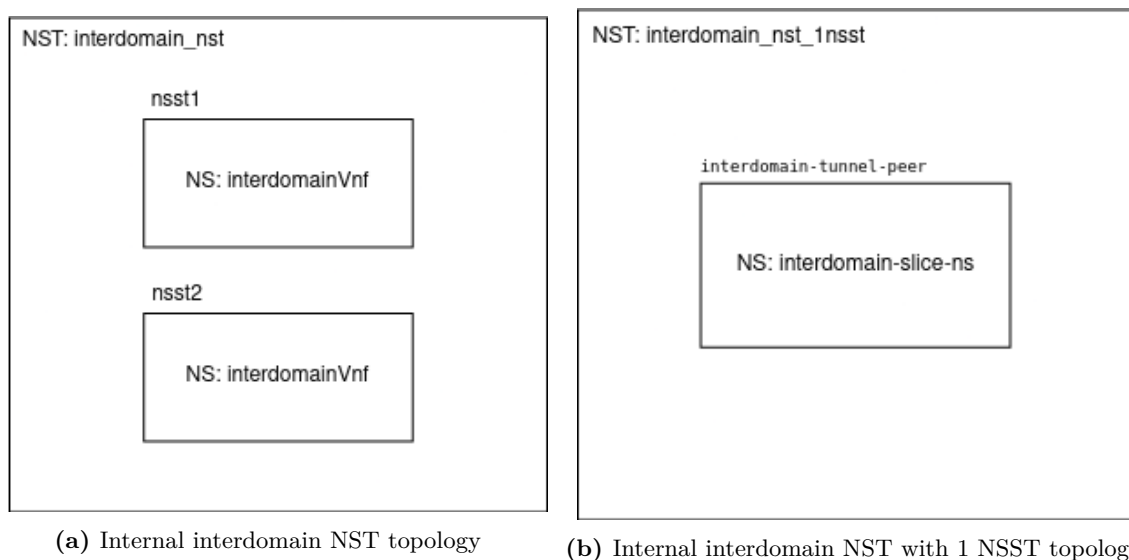 NST: interdomain_nst
nsst1
NS: interdomainVnf
nsst2
NS: interdomainVnf
(a) Internal interdomain NST topology
NST: interdomain_nst_1nsst
interdomain-tunnel-peer
NS: interdomain-slice-ns
(b) Internal interdomain NST with 1 NSST topolog